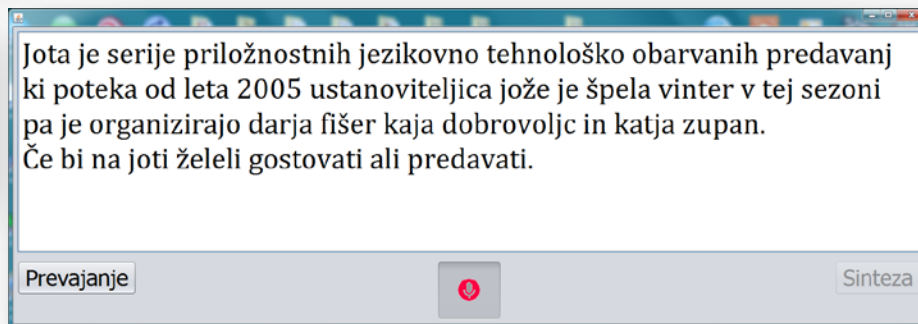 Jota je serije priložnostnih jezikovno tehnološko obarvanih predavanj
ki poteka od leta 2005 ustanoviteljica jože je špela vinter v tej sezoni
pa je organizirajo darja fišer kaja dobrovoljc in katja zupan.
Če bi na joti želeli gostovati ali predavati.
Prevajanje
Sinteza